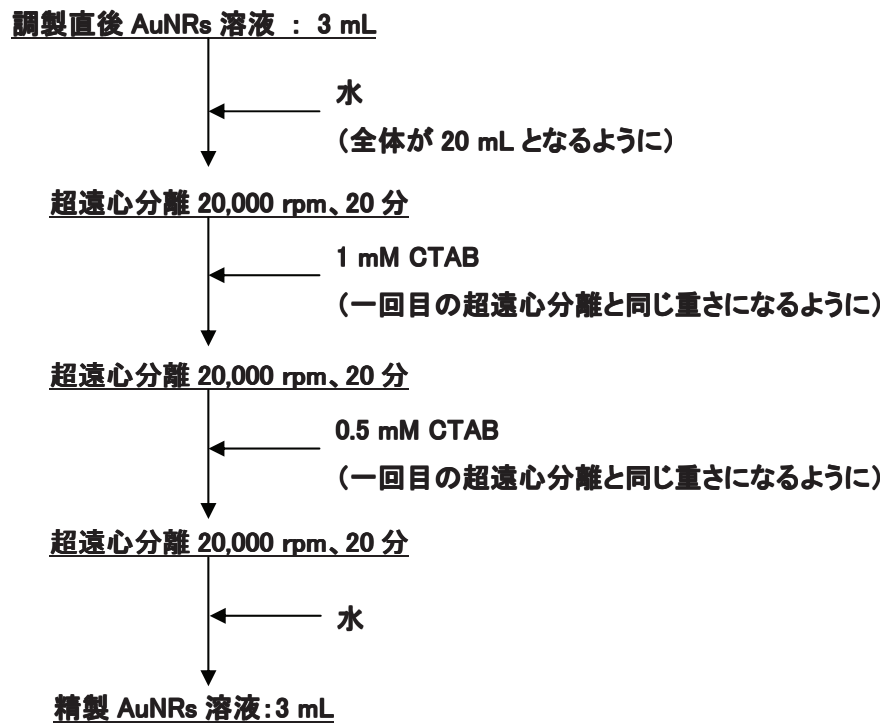 調製直後 AuNRs 溶液 : 3 mL
水
(全体が 20 mL となるように)
超遠心分離 20,000 rpm、20 分
1 mM CTAB
(一回目の超遠心分離と同じ重さになるように)
超遠心分離 20,000 rpm、20 分
0.5 mM CTAB
(一回目の超遠心分離と同じ重さになるように)
超遠心分離 20,000 rpm、20 分
水
精製 AuNRs 溶液:3 mL